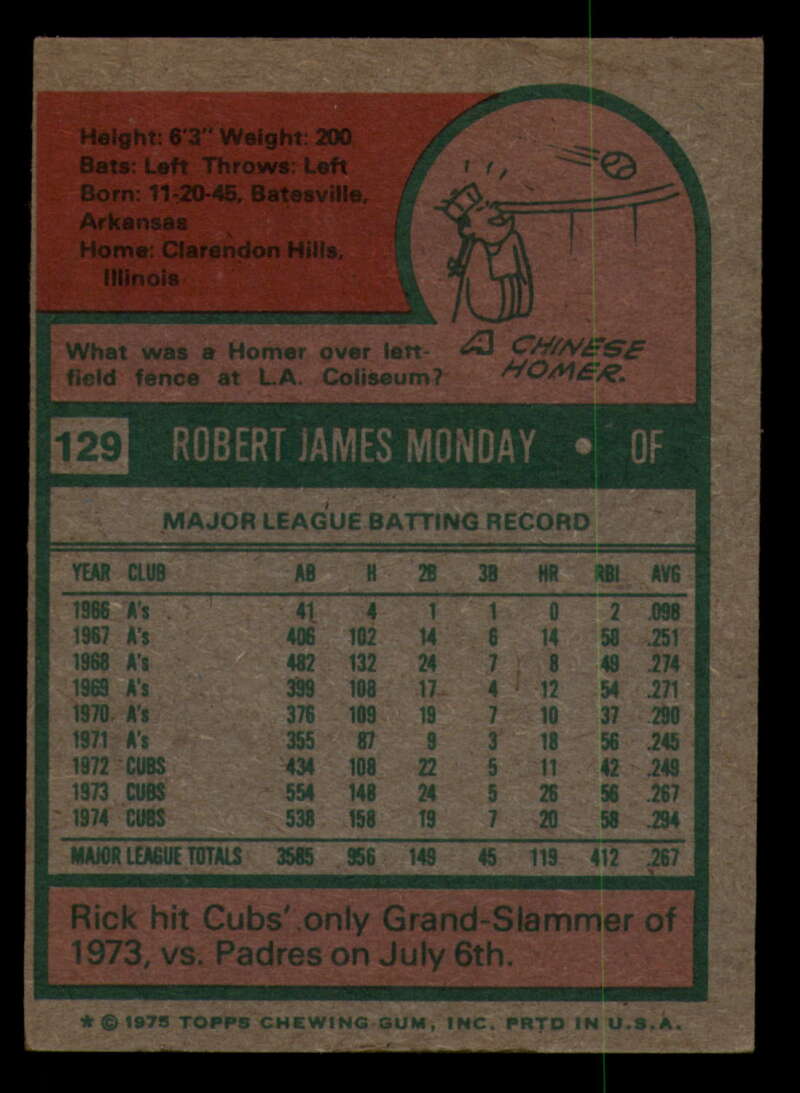 Height: 6'3" Weight: 200
Bats: Left Throws: Left
Born: 11-20-45, Batesville,
Arkansas
Home: Clarendon Hills,
Illinois
What was a Homer over left-
field fence at L.A. Coliseum?
A CHINESE
HOMER.
129 ROBERT JAMES MONDAY • OF
MAJOR LEAGUE BATTING RECORD
YEAR CLUB AB H 2B 3B HR RBI AVG
1966 A's 41 4 1 1 0 2 .098
1967 A's 406 102 14 6 14 58 .251
1968 A's 482 132 24 7 8 49 .274
1969 A's 399 108 17 4 12 54 .271
1970 A's 376 109 19 7 10 37 .290
1971 A's 355 87 9 3 18 56 .245
1972 CUBS 434 108 22 5 11 42 .249
1973 CUBS 554 148 24 5 26 56 .267
1974 CUBS 538 158 19 7 20 58 .294
MAJOR LEAGUE TOTALS 3585 956 149 45 119 412 .267
Rick hit Cubs' only Grand-Slammer of
1973, vs. Padres on July 6th.
* © 1975 TOPPS CHEWING GUM, INC. PRTD IN U.S.A.